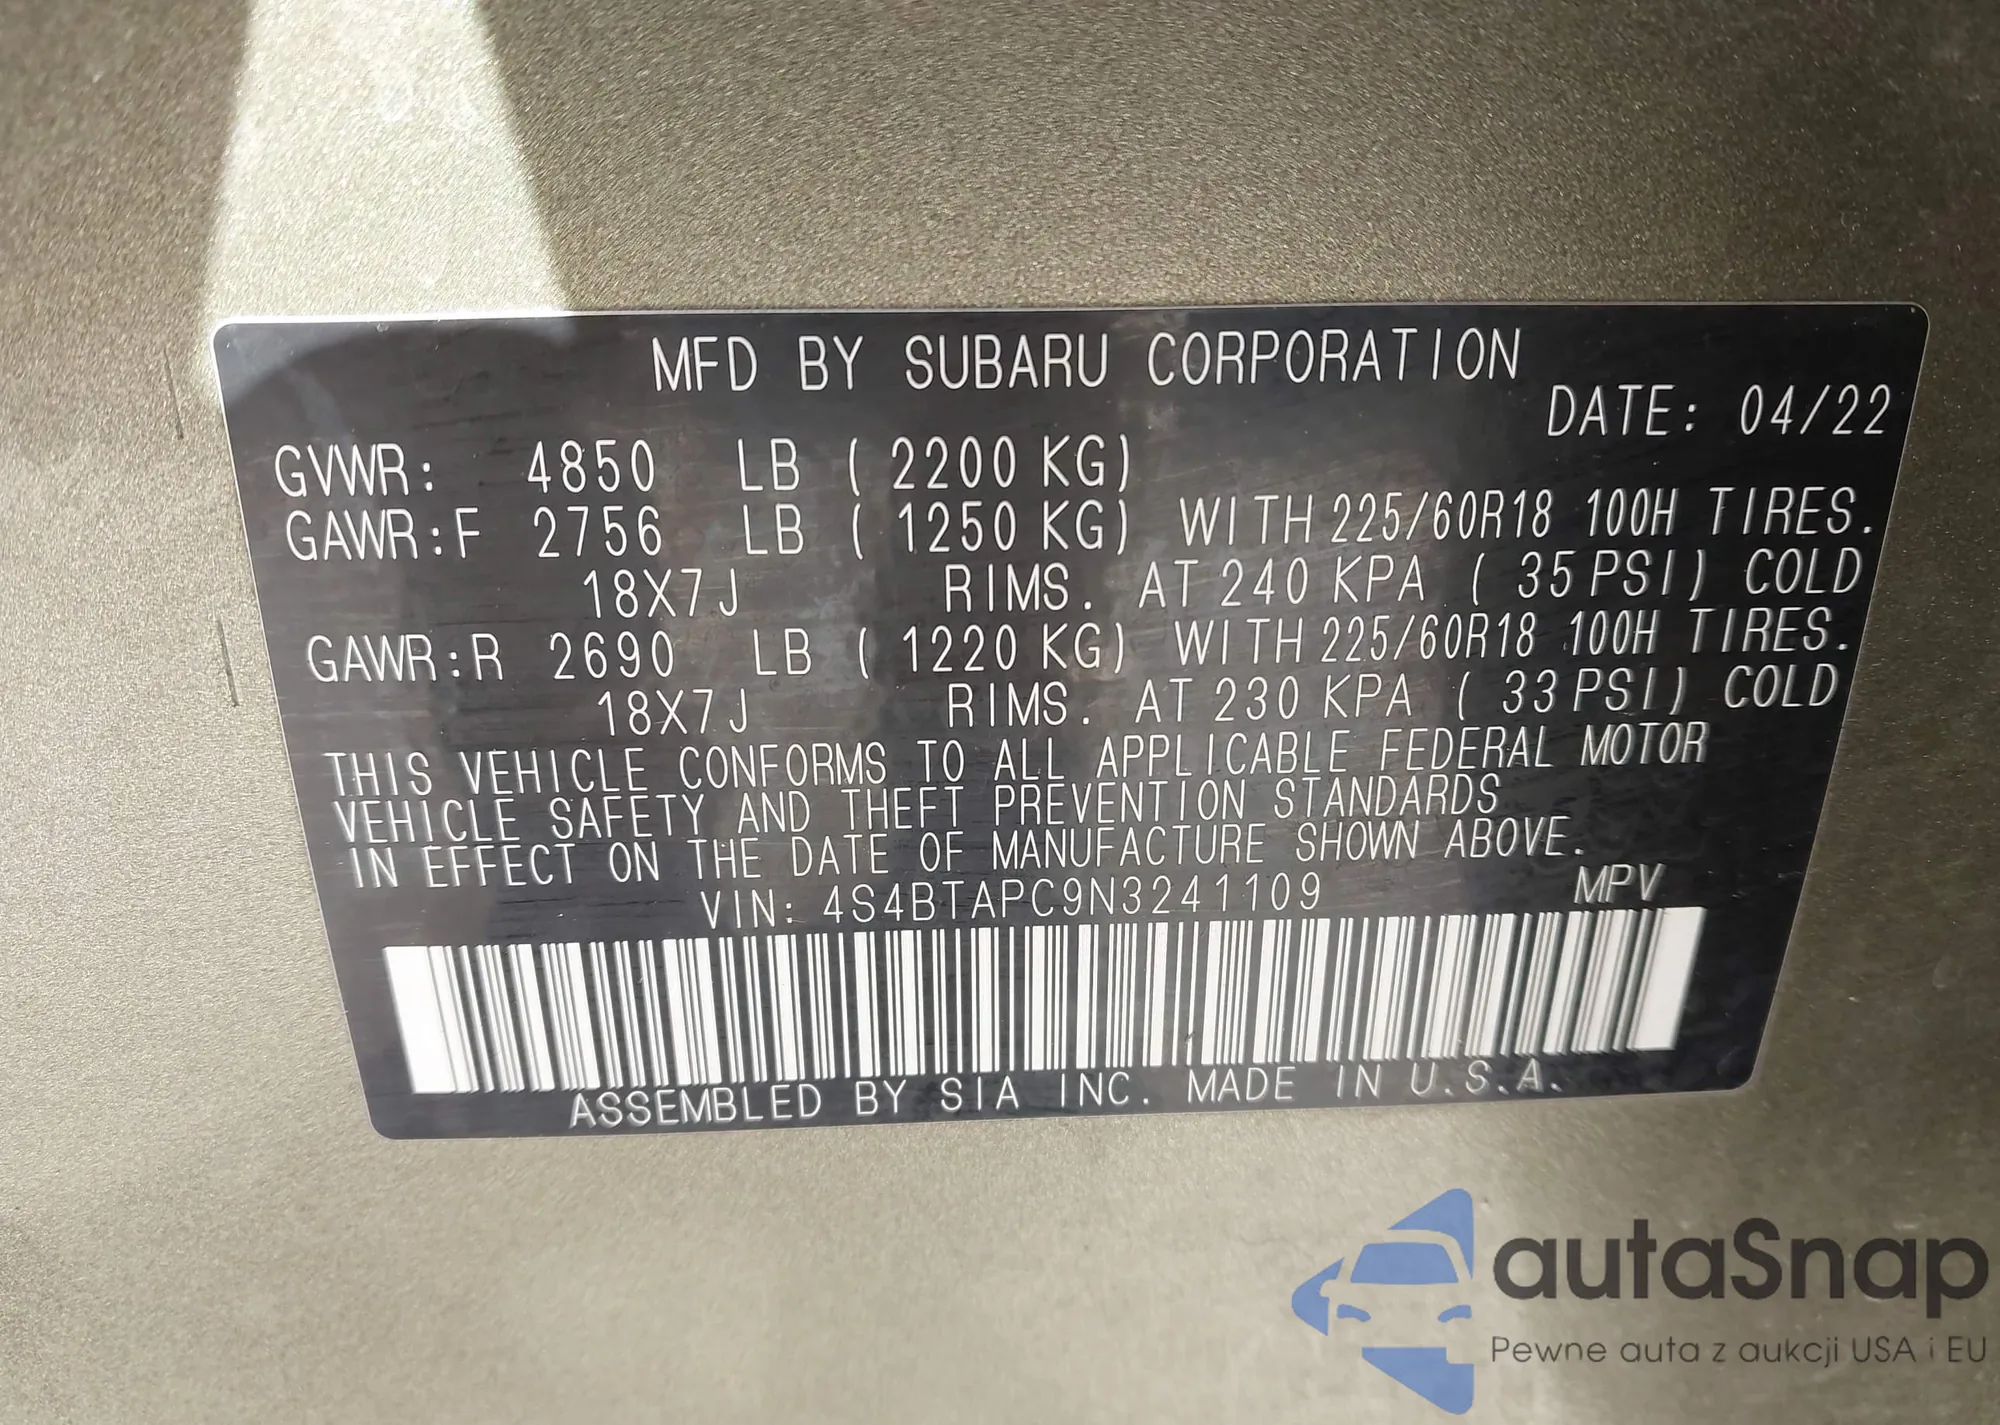 MFD BY SUBARU CORPORATION
DATE: 04/22
GVWR: 4850 LB ( 2200 KG)
GAWR:F 2756 LB ( 1250 KG) WITH 225/60R18 100H TIRES.
18X7J RIMS. AT 240 KPA ( 35 PSI) COLD
GAWR:R 2690 LB ( 1220 KG) WITH 225/60R18 100H TIRES.
18X7J RIMS. AT 230 KPA ( 33 PSI) COLD
THIS VEHICLE CONFORMS TO ALL APPLICABLE FEDERAL MOTOR
VEHICLE SAFETY AND THEFT PREVENTION STANDARDS
IN EFFECT ON THE DATE OF MANUFACTURE SHOWN ABOVE.
VIN: 4S4BTAPC9N3241109 MPV
ASSEMBLED BY SIA INC. MADE IN U.S.A.
autaSnap
Pewne auta z aukcji USA i EU